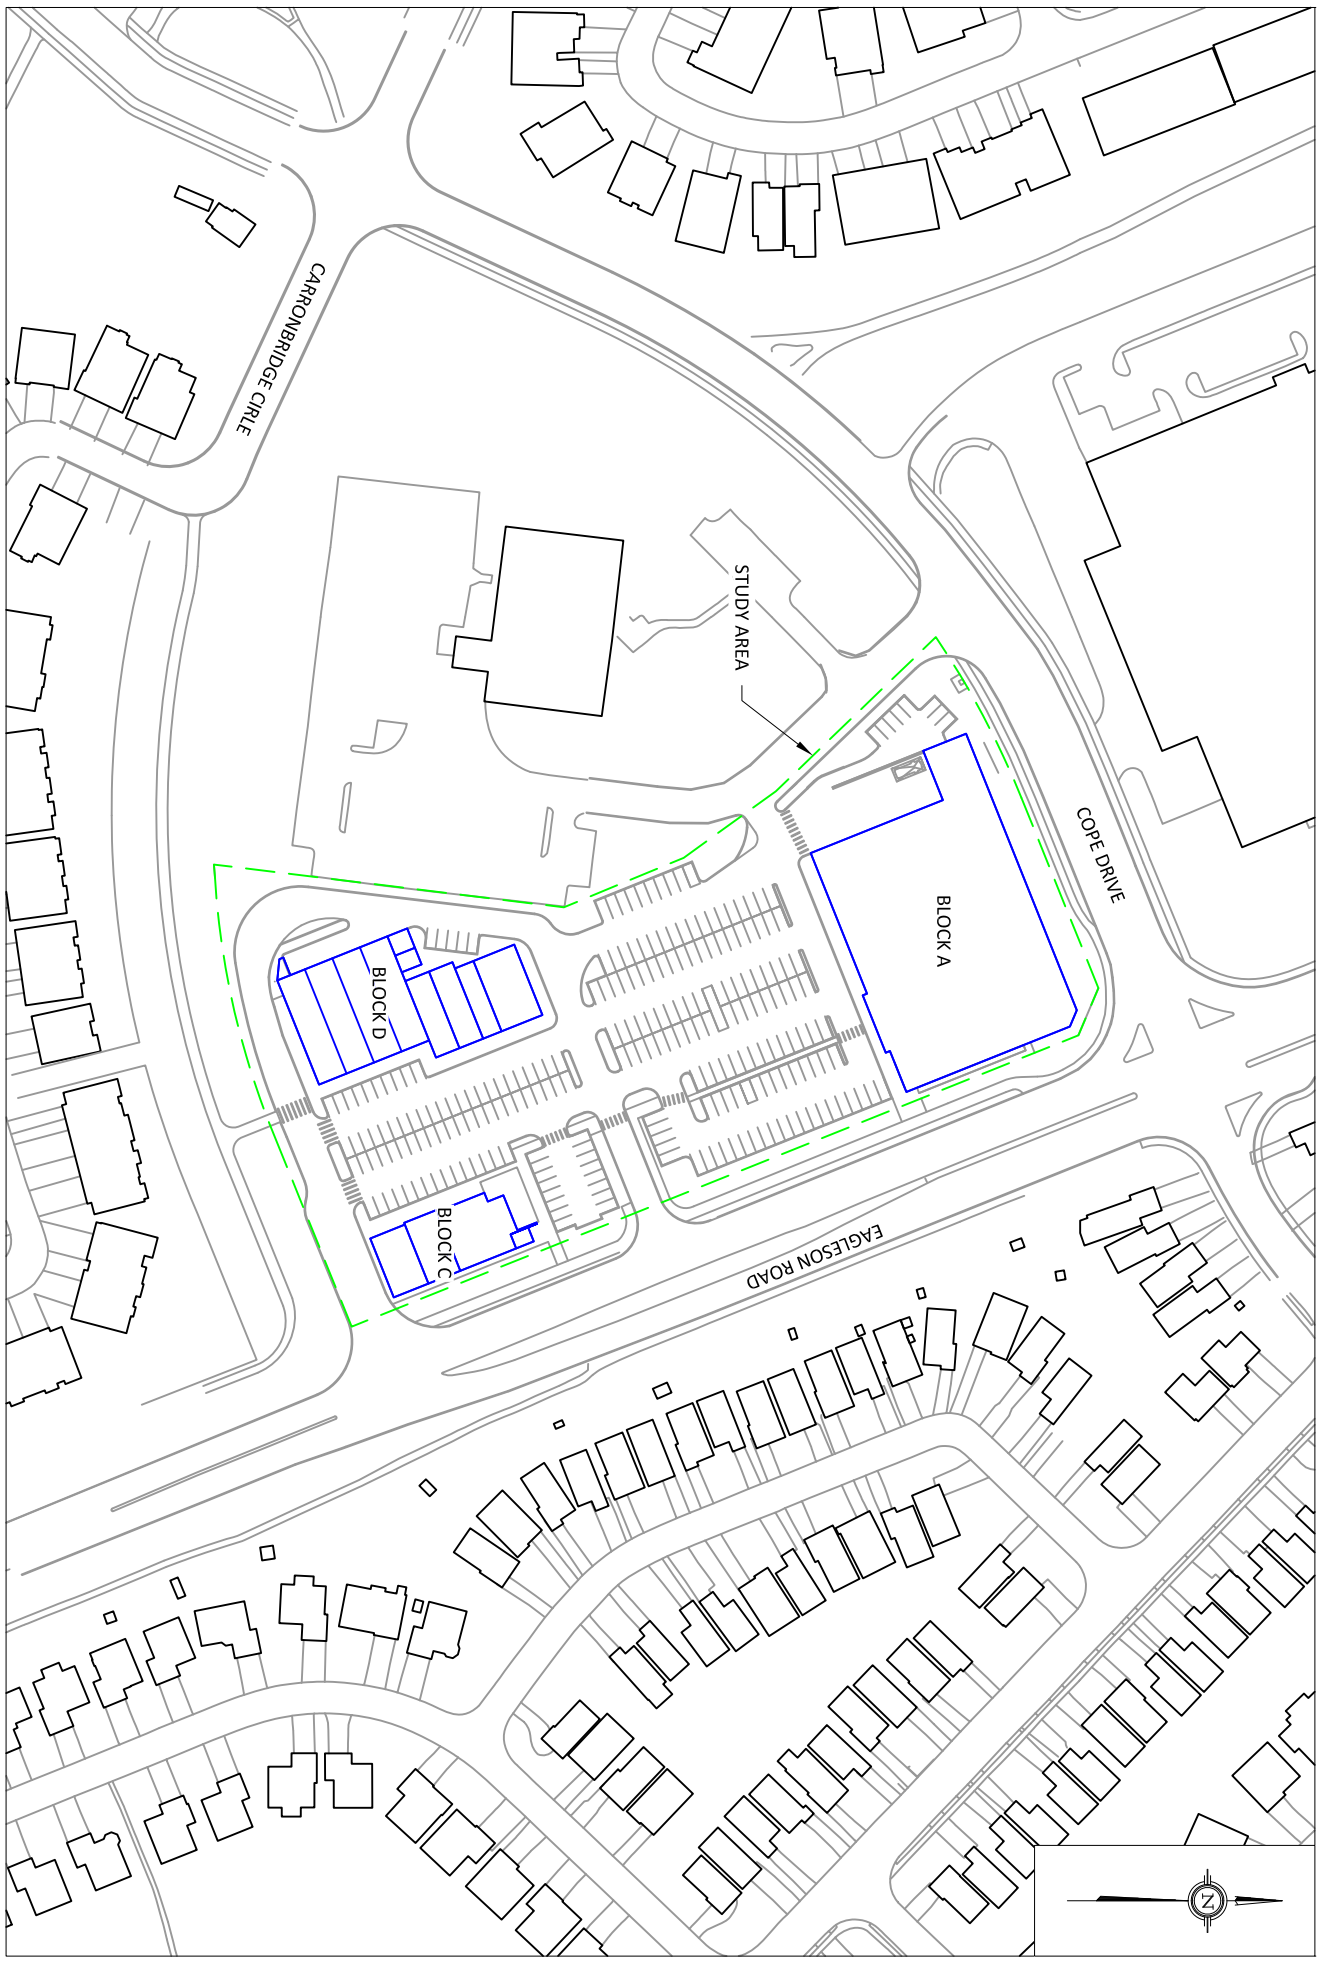 CARRONBRIDGE CIRLE
STUDY AREA
COPE DRIVE
BLOCK A
BLOCK D
BLOCK C
EAGLESON ROAD
N